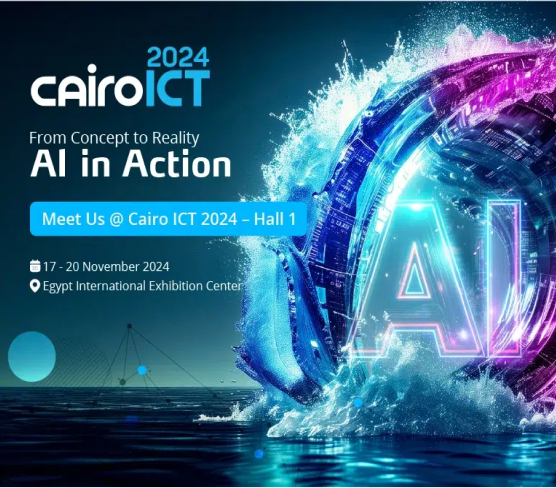 2024
cairoICT
From Concept to Reality
AI in Action
Meet Us @ Cairo ICT 2024 – Hall 1
17 - 20 November 2024
Egypt International Exhibition Center
AI